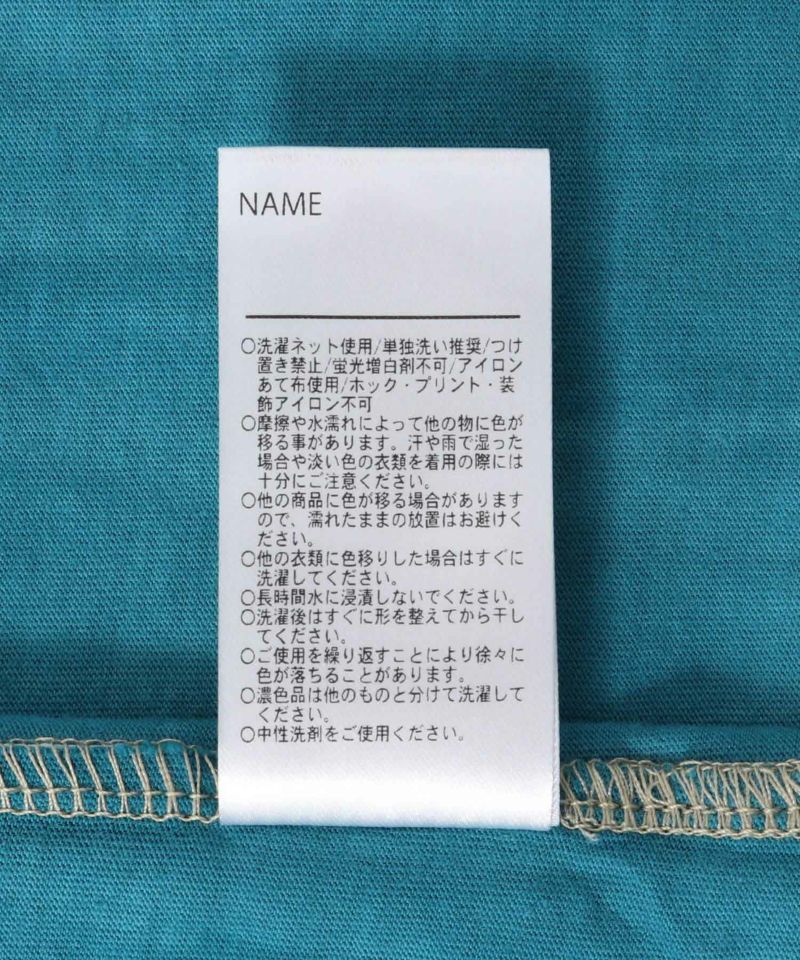 NAME
○洗濯ネット使用/単独洗い推奨/つけ
置き禁止/蛍光増白剤不可/アイロン
あて布使用/ホック・プリント・装
飾アイロン不可
○摩擦や水濡れによって他の物に色が
移る事があります。汗や雨で湿った
場合や淡い色の衣類を着用の際には
十分にご注意ください。
○他の商品に色が移る場合があります
ので、濡れたままの放置はお避けく
ださい。
○他の衣類に色移りした場合はすぐに
洗濯してください。
○長時間水に浸漬しないでください。
○洗濯後はすぐに形を整えてから干し
てください。
○ご使用を繰り返すことにより徐々に
色が落ちることがあります。
○濃色品は他のものと分けて洗濯して
ください。
○中性洗剤をご使用ください。